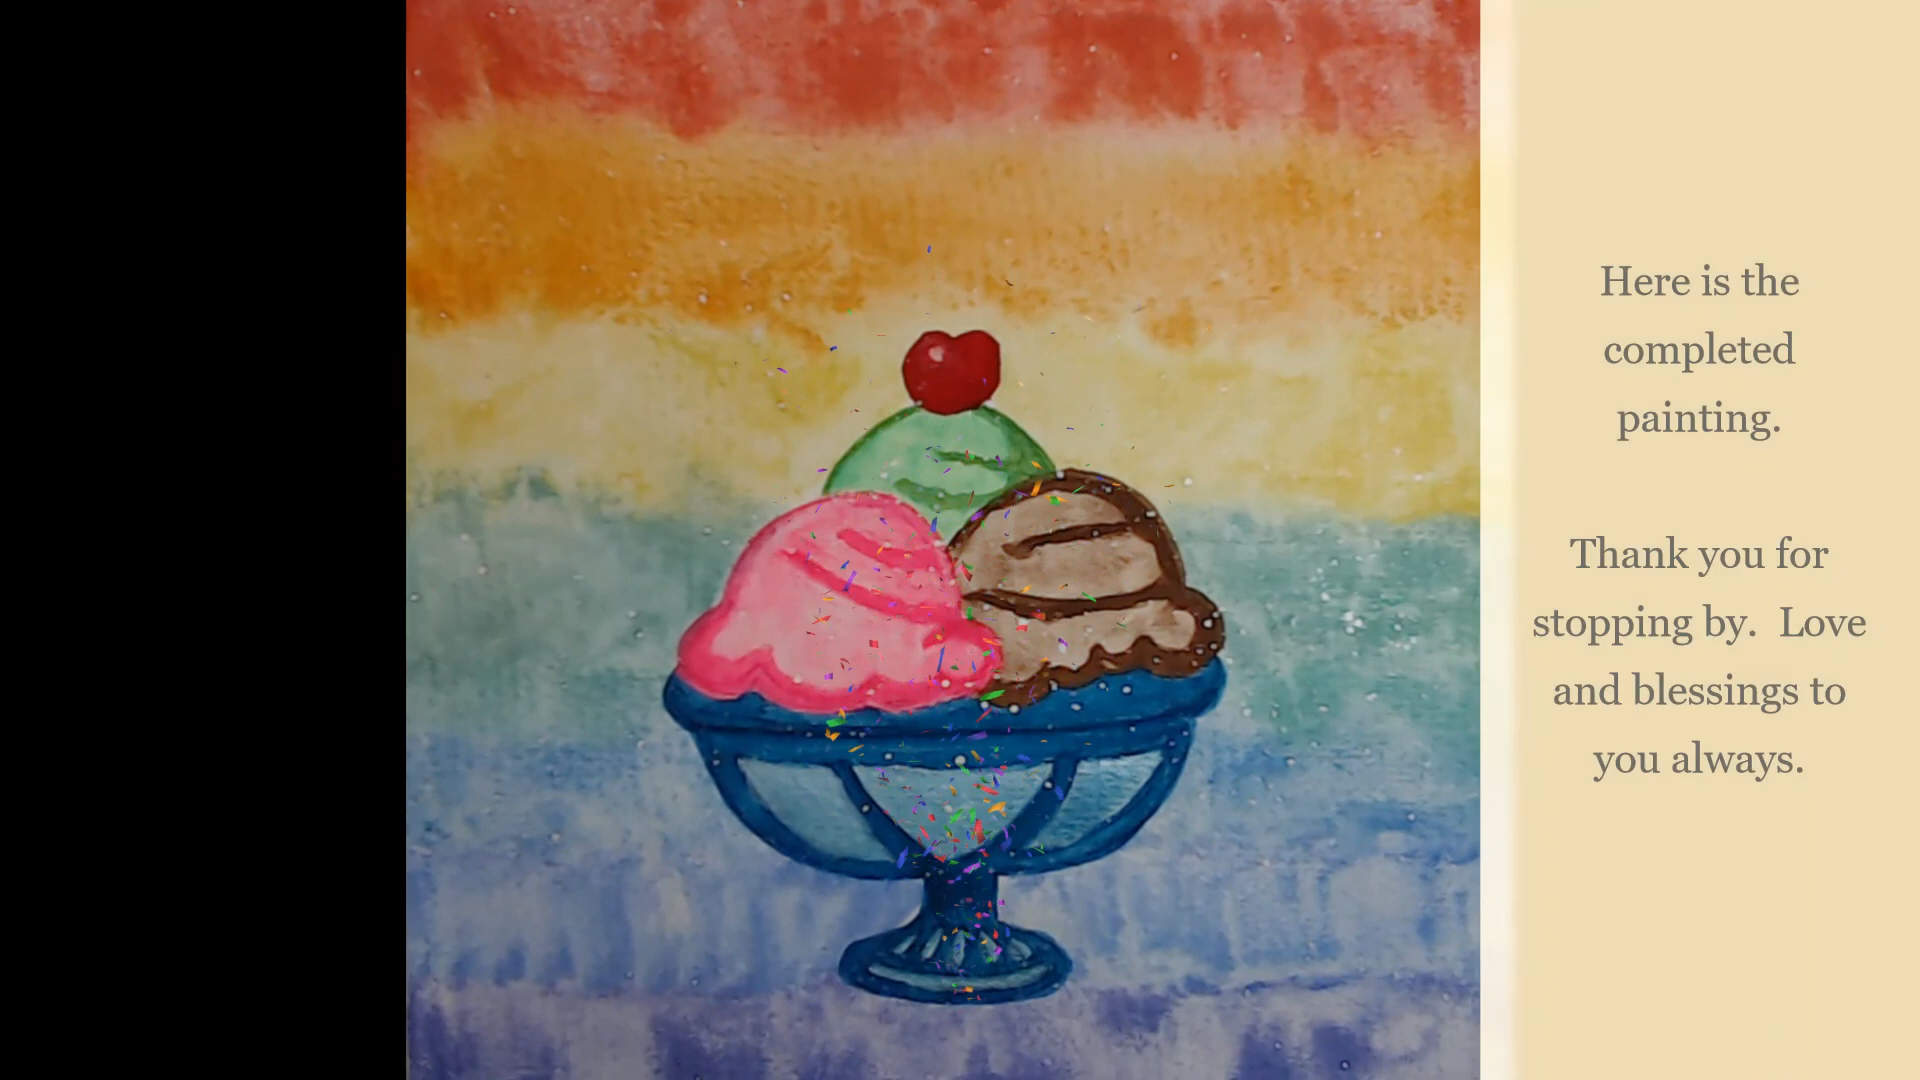 Here is the
completed
painting.
Thank you for
stopping by.  Love
and blessings to
you always.